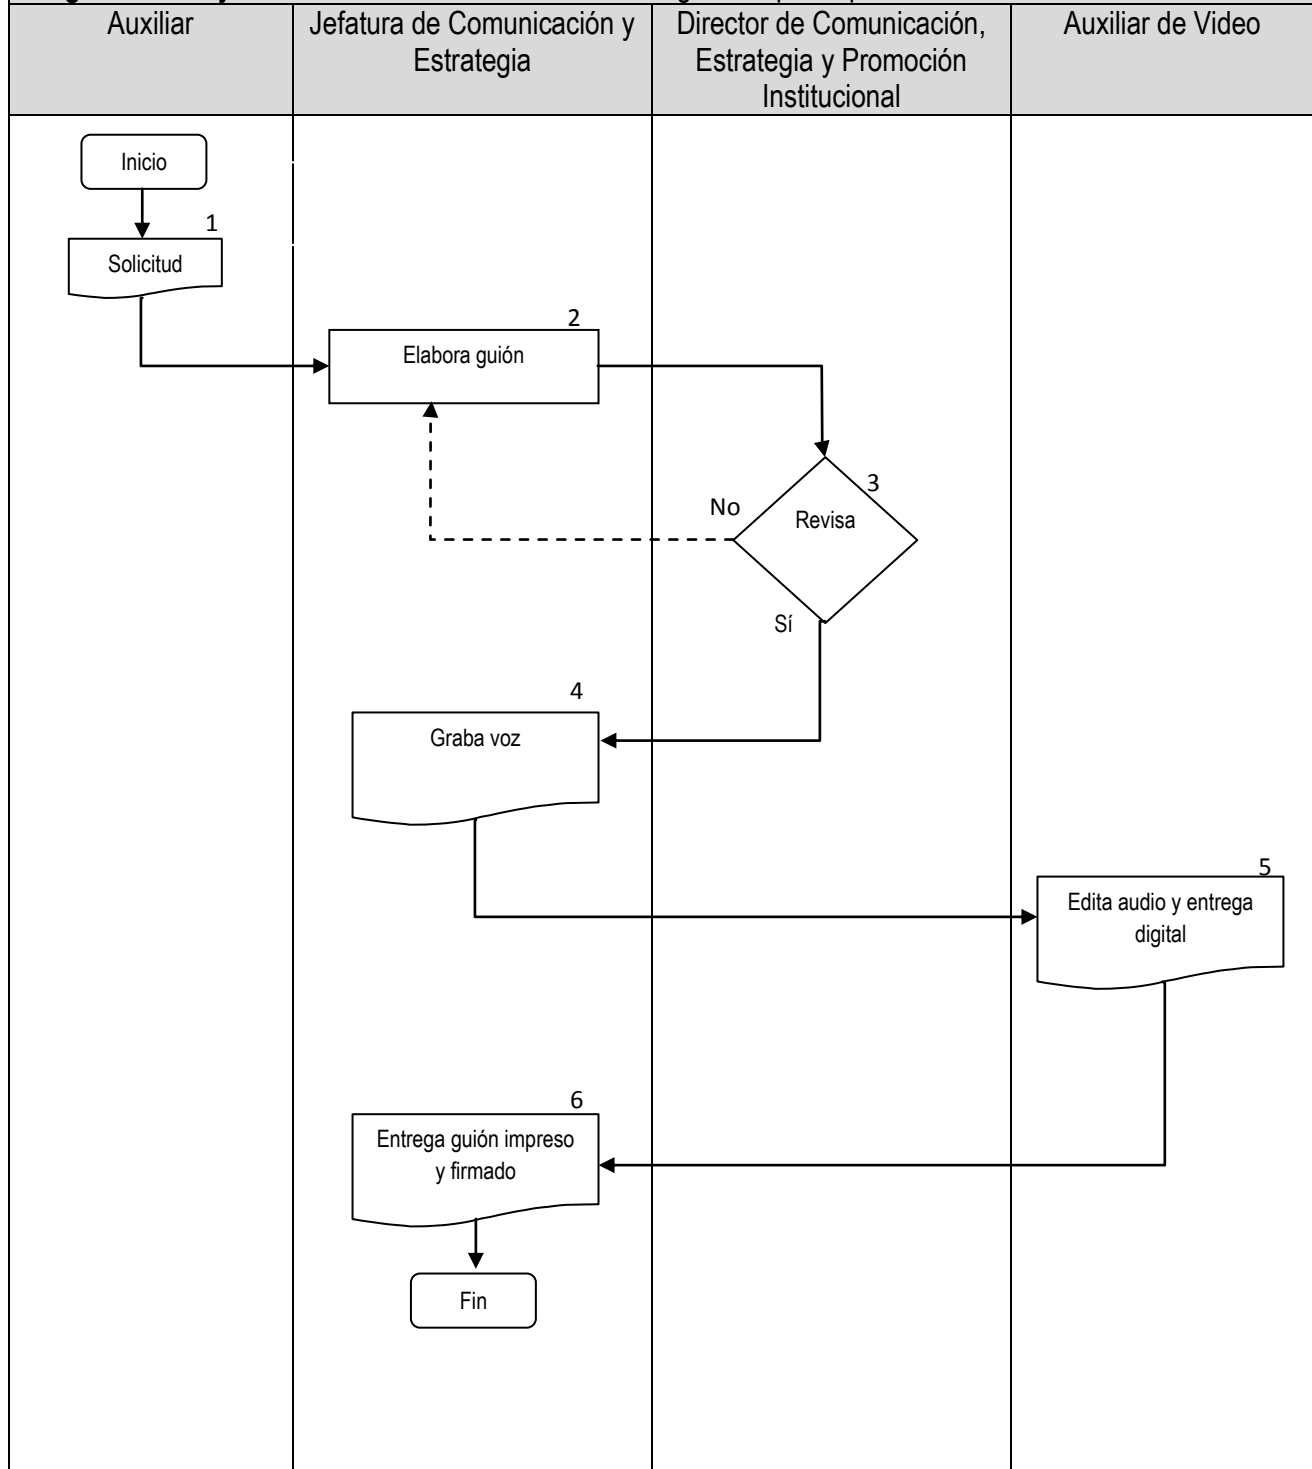 Auxiliar
Jefatura de Comunicación y
Estrategia
Director de Comunicación,
Estrategia y Promoción
Institucional
Auxiliar de Video
Inicio
1
Solicitud
2
Elabora guión
3
No
Revisa
Sí
4
Graba voz
5
Edita audio y entrega
digital
6
Entrega guión impreso
y firmado
Fin